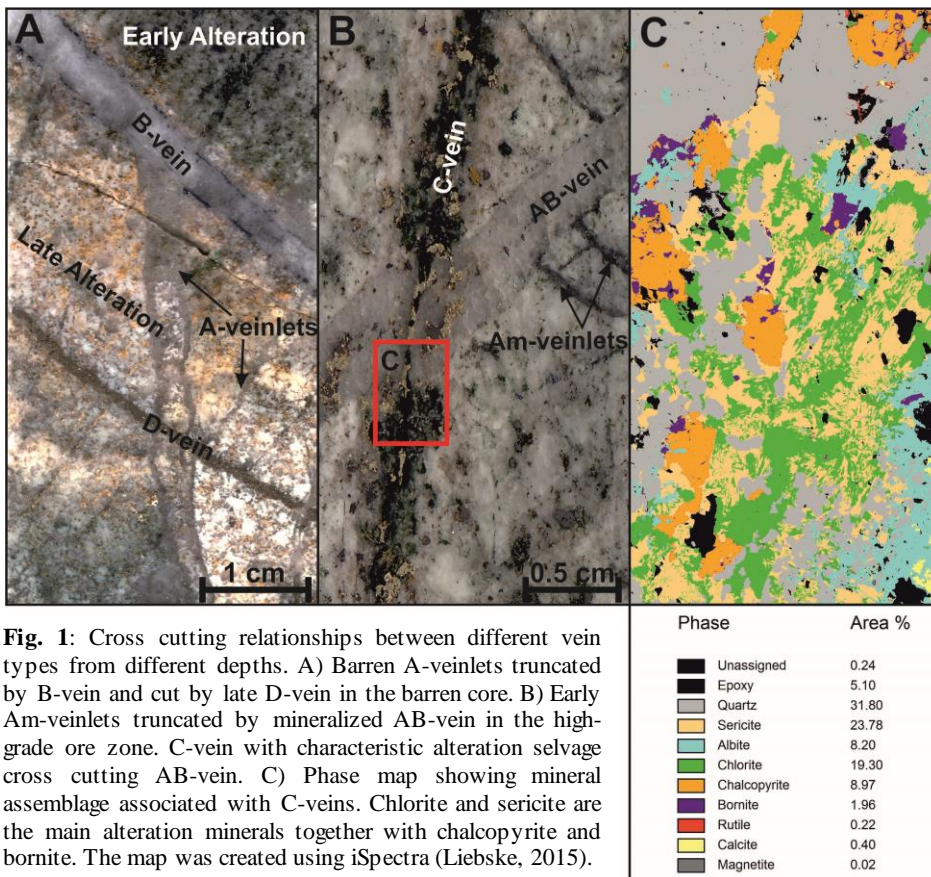 A
Early Alteration
B-vein
Late Alteration
A-veinlets
D-vein
1 cm
B
C-vein
AB-vein
Am-veinlets
C
0.5 cm
C
Fig. 1: Cross cutting relationships between different vein
types from different depths. A) Barren A-veinlets truncated
by B-vein and cut by late D-vein in the barren core. B) Early
Am-veinlets truncated by mineralized AB-vein in the high-
grade ore zone. C-vein with characteristic alteration selvage
cross cutting AB-vein. C) Phase map showing mineral
assemblage associated with C-veins. Chlorite and sericite are
the main alteration minerals together with chalcopyrite and
bornite. The map was created using iSpectra (Liebske, 2015).
Phase Area %
Unassigned 0.24
Epoxy 5.10
Quartz 31.80
Sericite 23.78
Albite 8.20
Chlorite 19.30
Chalcopyrite 8.97
Bornite 1.96
Rutile 0.22
Calcite 0.40
Magnetite 0.02